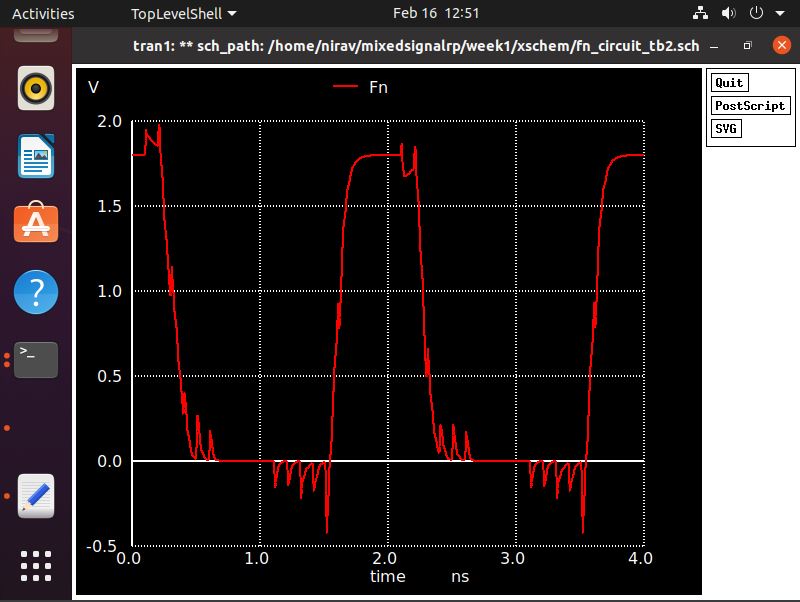 Activities TopLevelShell Feb 16 12:51
tran1: ** sch_path: /home/nirav/mixedsignalrp/week1/xschem/fn_circuit_tb2.sch
V Fn
Quit
PostScript
SVG
2.0
1.5
1.0
0.5
0.0
-0.5
0.0 1.0 2.0 3.0 4.0
time ns